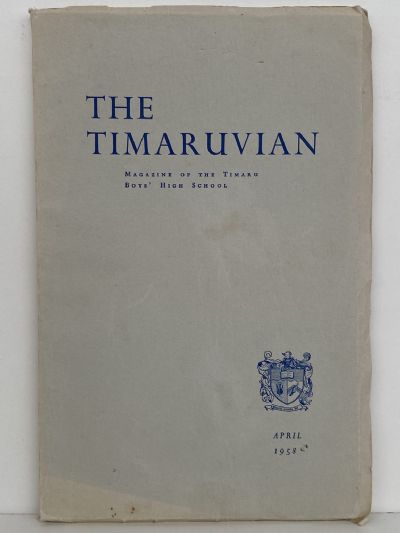 THE
TIMARUVIAN
MAGAZINE OF THE TIMARU
BOYS' HIGH SCHOOL
APRIL
1958